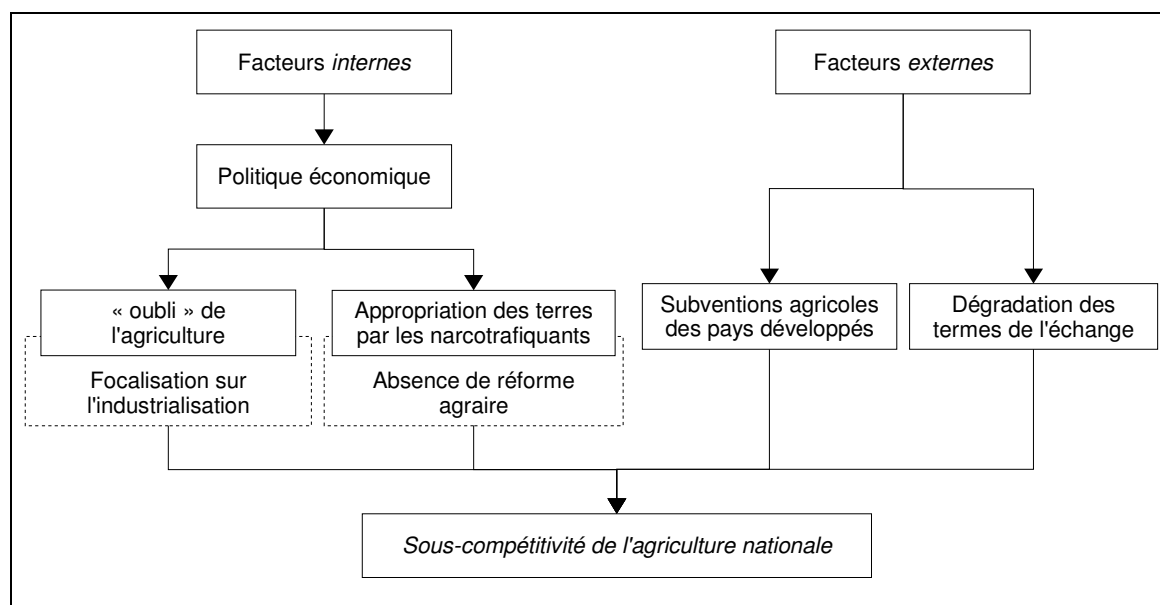 Facteurs internes
Facteurs externes
Politique économique
« oubli » de
l'agriculture
Appropriation des terres
par les narcotrafiquants
Subventions agricoles
des pays développés
Dégradation des
termes de l'échange
Focalisation sur
l'industrialisation
Absence de réforme
agraire
Sous-compétitivité de l'agriculture nationale